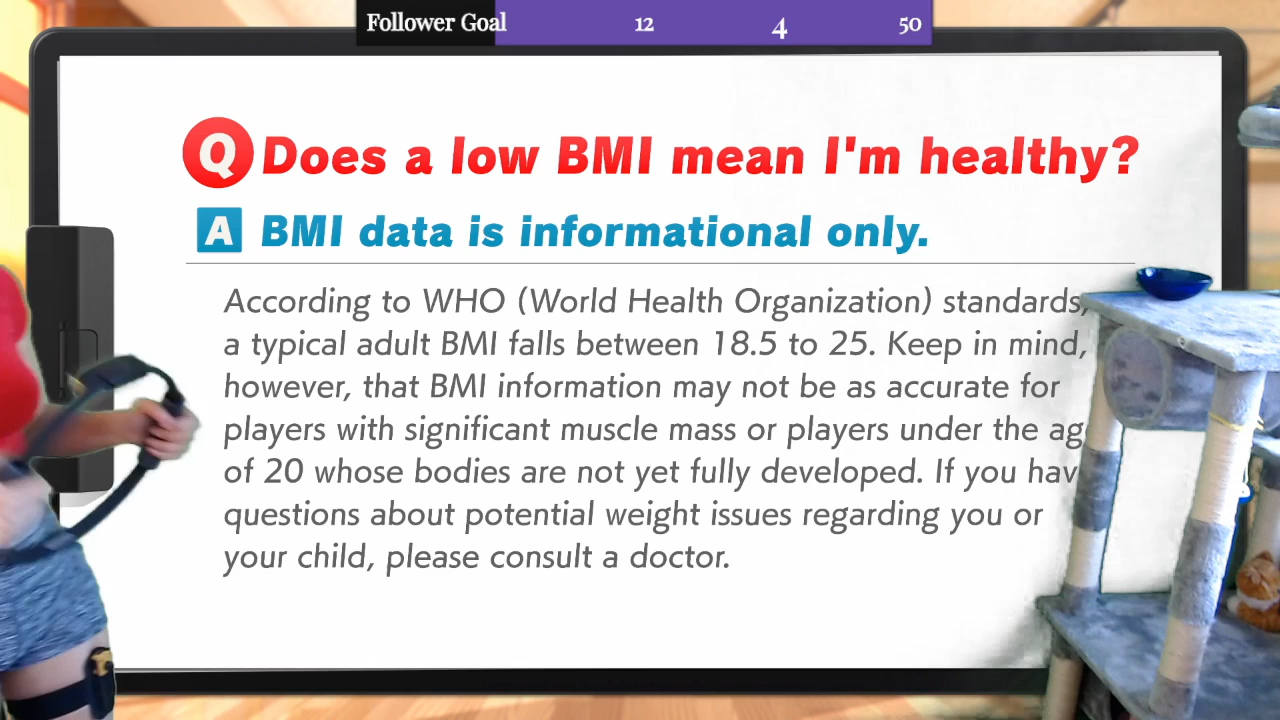 Follower Goal 12 4 50
Q Does a low BMI mean I'm healthy?
A BMI data is informational only.
According to WHO (World Health Organization) standards,
a typical adult BMI falls between 18.5 to 25. Keep in mind,
however, that BMI information may not be as accurate for
players with significant muscle mass or players under the ag
of 20 whose bodies are not yet fully developed. If you hav
questions about potential weight issues regarding you or
your child, please consult a doctor.